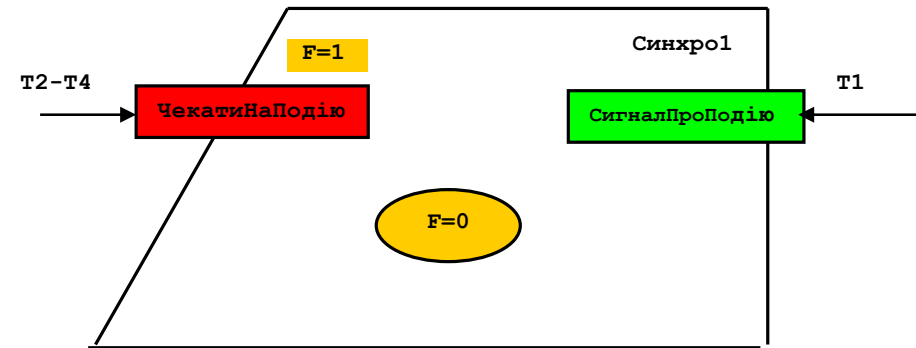 Синхро1
F=1
T2-T4
T1
ЧекатиНаПодію
СигналПроПодію
F=0